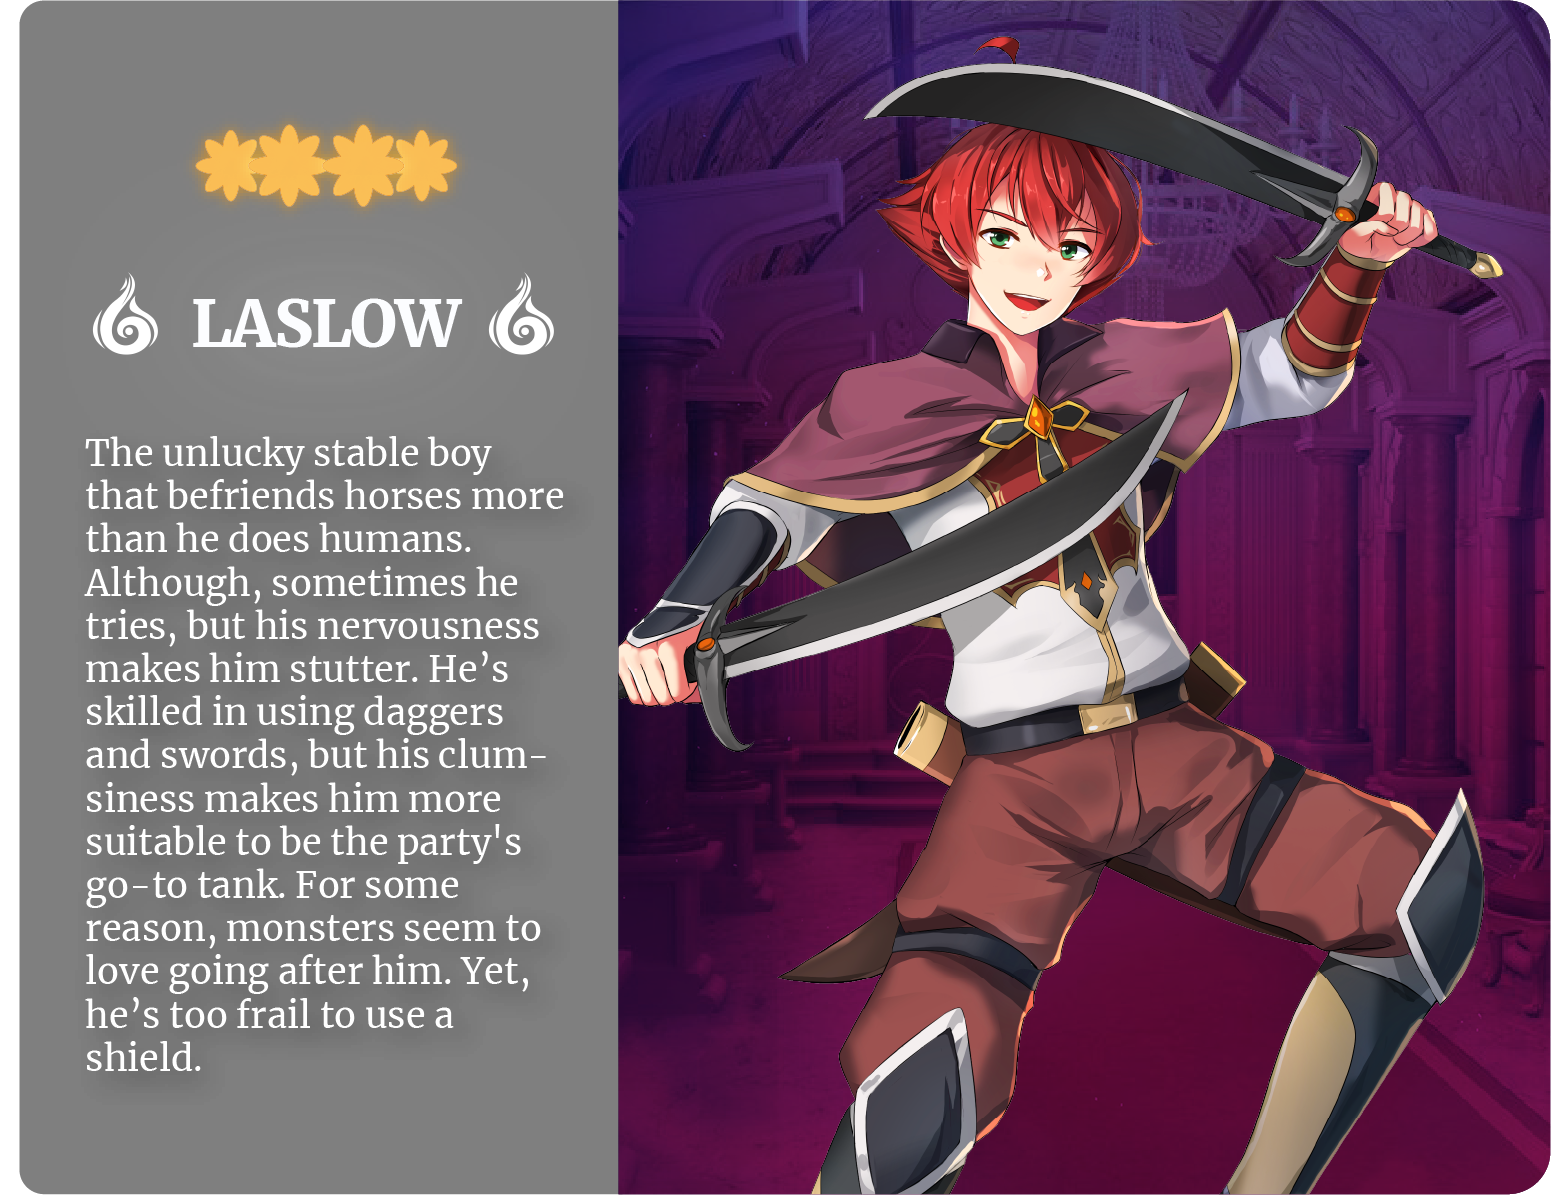 LASLOW
The unlucky stable boy
that befriends horses more
than he does humans.
Although, sometimes he
tries, but his nervousness
makes him stutter. He’s
skilled in using daggers
and swords, but his clum-
siness makes him more
suitable to be the party's
go-to tank. For some
reason, monsters seem to
love going after him. Yet,
he’s too frail to use a
shield.